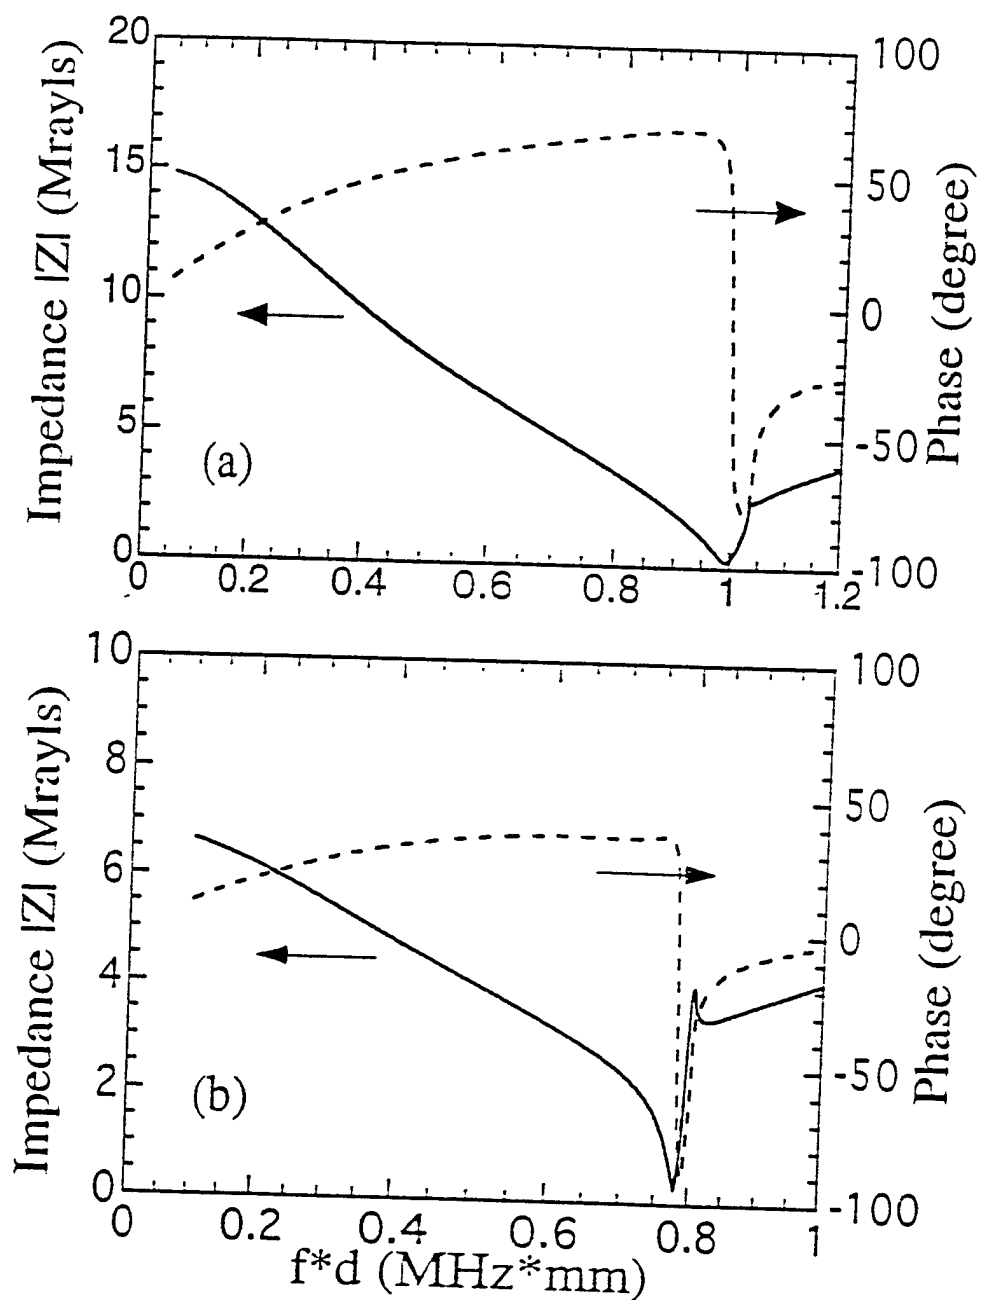 20
15
10
5
0
Impedance |Z| (Mrayls)
100
50
0
-50
-100
Phase (degree)
(a)
0 0.2 0.4 0.6 0.8 1 1.2
10
8
6
4
2
0
Impedance |Z| (Mrayls)
100
50
0
-50
-100
Phase (degree)
(b)
0 0.2 0.4 0.6 0.8 1
f*d (MHz*mm)